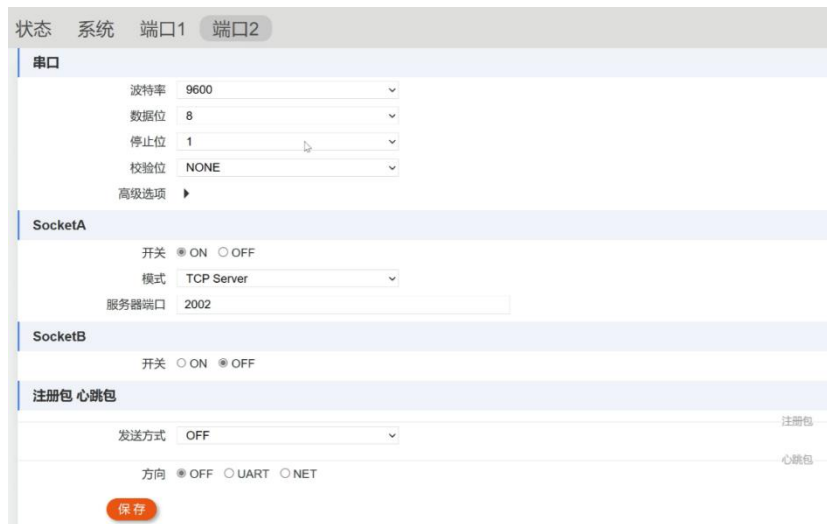 状态 系统 端口1 端口2
串口
波特率 9600
数据位 8
停止位 1
校验位 NONE
高级选项
SocketA
开关 ON OFF
模式 TCP Server
服务器端口 2002
SocketB
开关 ON OFF
注册包 心跳包
注册包
发送方式 OFF
心跳包
方向 OFF UART NET
保存